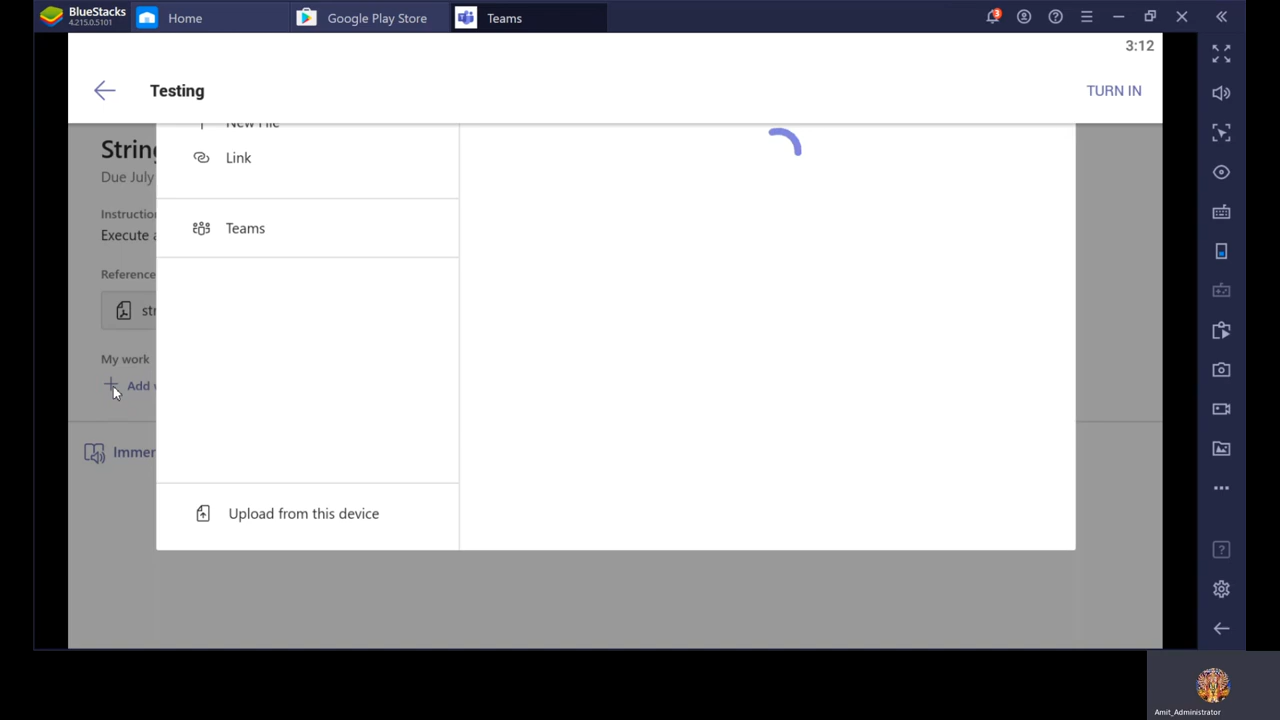 BlueStacks
4.215.0.5101
Home
Google Play Store
Teams
3
3:12
Testing
TURN IN
New File
Link
Teams
Upload from this device
String
Due July
Instruction
Execute a
Reference
str
My work
Add
Immer
Amit_Administrator